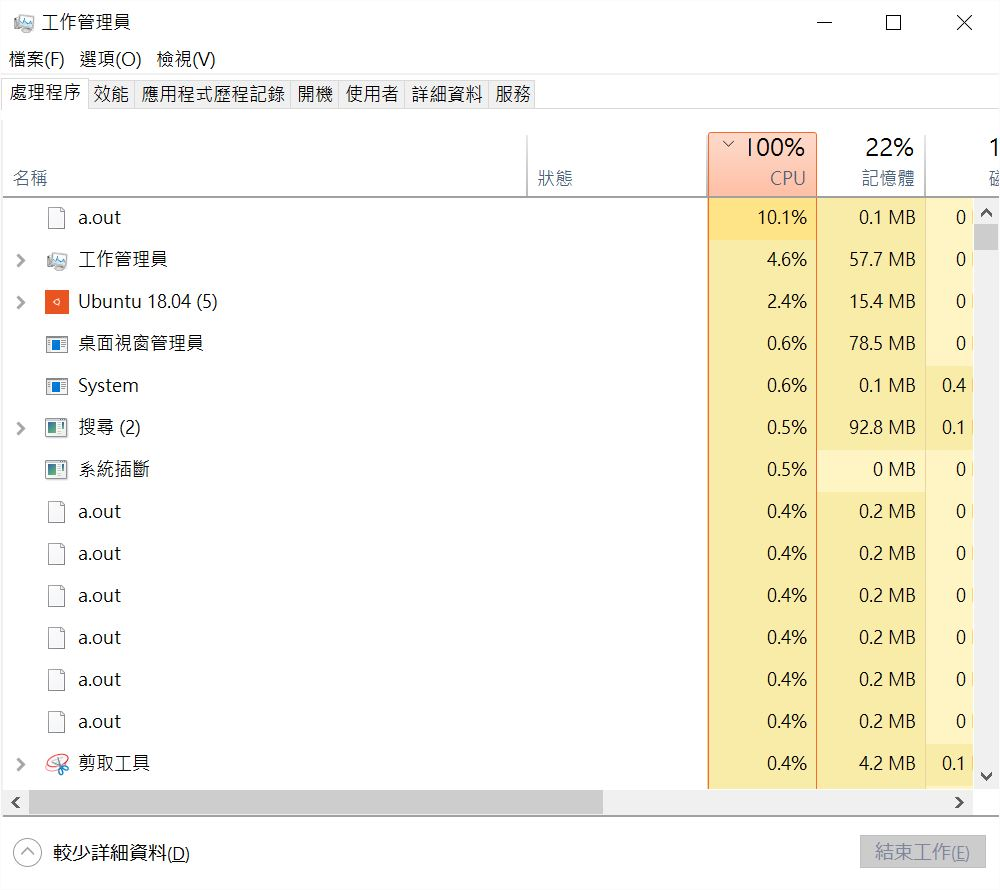 工作管理員
檔案(F) 選項(O) 檢視(V)
處理程序 效能 應用程式歷程記錄 開機 使用者 詳細資料 服務
100% 22% 1
名稱 狀態 CPU 記憶體
a.out 10.1% 0.1 MB 0
工作管理員 4.6% 57.7 MB 0
Ubuntu 18.04 (5) 2.4% 15.4 MB 0
桌面視窗管理員 0.6% 78.5 MB 0
System 0.6% 0.1 MB 0.4
搜尋 (2) 0.5% 92.8 MB 0.1
系統插斷 0.5% 0 MB 0
a.out 0.4% 0.2 MB 0
a.out 0.4% 0.2 MB 0
a.out 0.4% 0.2 MB 0
a.out 0.4% 0.2 MB 0
a.out 0.4% 0.2 MB 0
a.out 0.4% 0.2 MB 0
剪取工具 0.4% 4.2 MB 0.1
較少詳細資料(D) 結束工作(E)